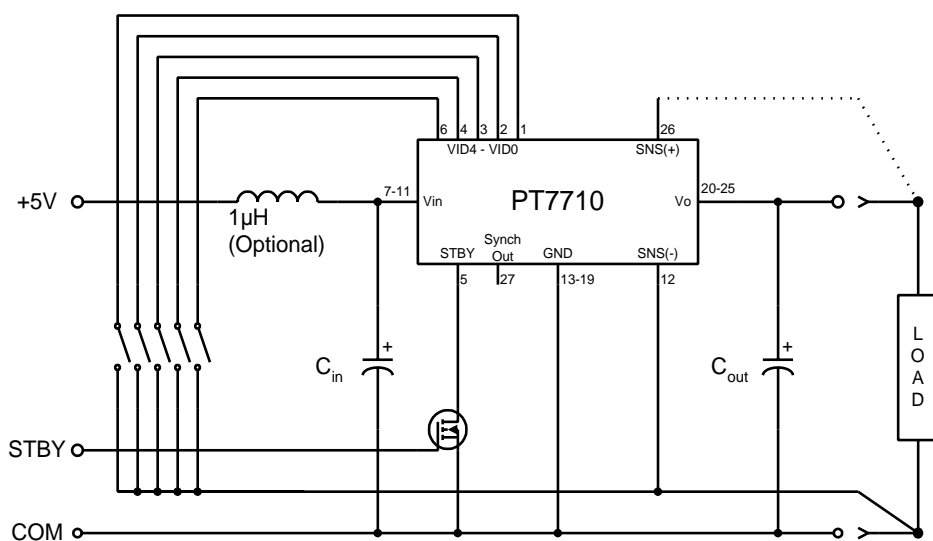 6 4 3 2 1
26
VID4 - VID0
SNS(+)
+5V
1µH
(Optional)
7-11
Vin
PT7710
Vo
20-25
STBY
Synch
Out
GND
SNS(-)
5
27
13-19
12
+
Cin
+
Cout
L
O
A
D
STBY
COM